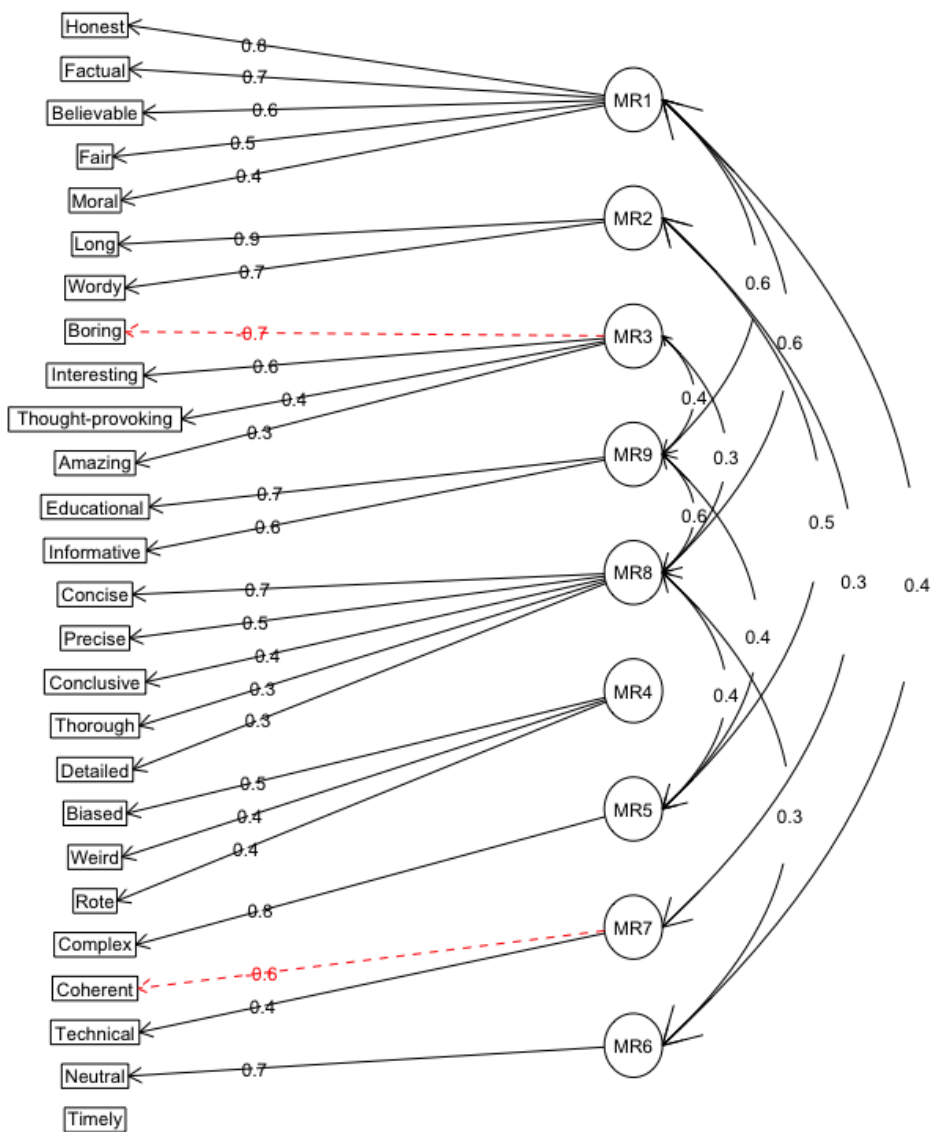 Honest
0.8
Factual
0.7
MR1
Believable
0.6
Fair
0.5
Moral
0.4
MR2
Long
0.9
Wordy
0.7
0.6
Boring
-0.7
MR3
0.6
Interesting
0.6
Thought-provoking
0.4
0.4
Amazing
0.3
MR9
0.3
Educational
0.7
Informative
0.6
0.6
0.5
Concise
0.7
MR8
0.3
0.4
Precise
0.5
0.4
Conclusive
0.4
Thorough
0.3
MR4
0.4
Detailed
0.3
Biased
0.5
MR5
0.3
Weird
0.4
Rote
0.4
Complex
0.8
MR7
Coherent
-0.6
Technical
0.4
MR6
Neutral
0.7
Timely